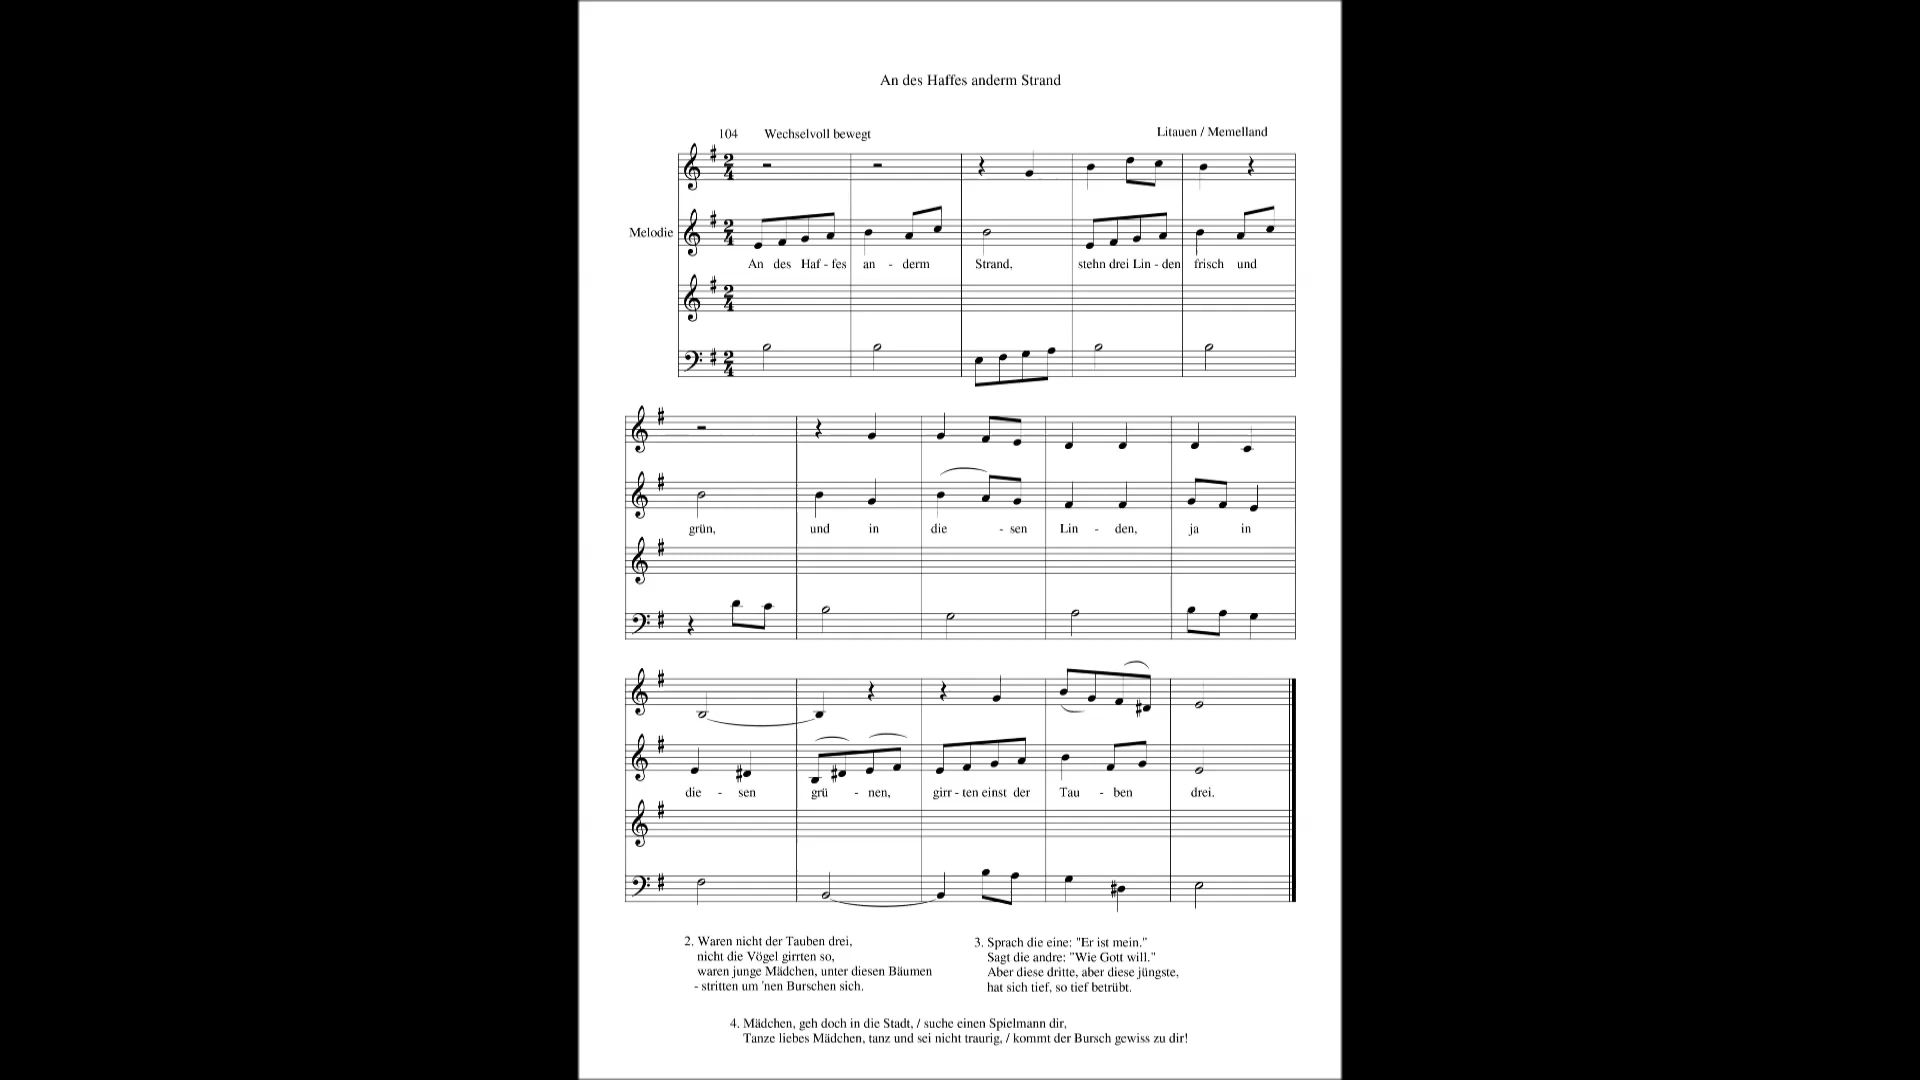 An des Haffes anderm Strand
104 Wechselvoll bewegt Litauen / Memelland
Melodie
An des Haf - fes an - derm Strand, stehn drei Lin - den frisch und
grün, und in die - sen Lin - den, ja in
die - sen grü - nen, girr - ten einst der Tau - ben drei.
2. Waren nicht der Tauben drei,
nicht die Vögel girrten so,
waren junge Mädchen, unter diesen Bäumen
- stritten um 'nen Burschen sich.
3. Sprach die eine: "Er ist mein."
Sagt die andre: "Wie Gott will."
Aber diese dritte, aber diese jüngste,
hat sich tief, so tief betrübt.
4. Mädchen, geh doch in die Stadt, / suche einen Spielmann dir,
Tanze liebes Mädchen, tanz und sei nicht traurig, / kommt der Bursch gewiss zu dir!